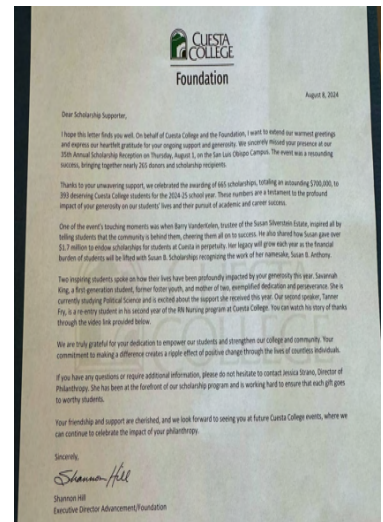 CUESTA
COLLEGE
Foundation
August 8, 2024
Dear Scholarship Supporter,
I hope this letter finds you well. On behalf of Cuesta College and the Foundation, I want to extend our warmest greetings
and express our heartfelt gratitude for your ongoing support and generosity. We sincerely missed your presence at our
35th Annual Scholarship Reception on Thursday, August 1, on the San Luis Obispo Campus. The event was a resounding
success, bringing together nearly 265 donors and scholarship recipients.
Thanks to your unwavering support, we celebrated the awarding of 665 scholarships, totaling an astounding $700,000, to
393 deserving Cuesta College students for the 2024-25 school year. These numbers are a testament to the profound
impact of your generosity on our students' lives and their pursuit of academic and career success.
One of the event's touching moments was when Barry VanderKelen, trustee of the Susan Silverstein Estate, inspired all by
telling students that the community is behind them, cheering them all on to success. He also shared how Susan gave over
$1.7 million to endow scholarships for students at Cuesta in perpetuity. Her legacy will grow each year as the financial
burden of students will be lifted with Susan B. Scholarships recognizing the work of her namesake, Susan B. Anthony.
Two inspiring students spoke on how their lives have been profoundly impacted by your generosity this year. Savannah
King, a first-generation student, former foster youth, and mother of two, exemplified dedication and perseverance. She is
currently studying Political Science and is excited about the support she received this year. Our second speaker, Tanner
Fry, is a re-entry student in his second year of the RN Nursing program at Cuesta College. You can watch his story of thanks
through the video link provided below.
We are truly grateful for your dedication to empower our students and strengthen our college and community. Your
commitment to making a difference creates a ripple effect of positive change through the lives of countless individuals.
If you have any questions or require additional information, please do not hesitate to contact Jessica Strano, Director of
Philanthropy. She has been at the forefront of our scholarship program and is working hard to ensure that each gift goes
to worthy students.
Your friendship and support are cherished, and we look forward to seeing you at future Cuesta College events, where we
can continue to celebrate the impact of your philanthropy.
Sincerely,
Shannon Hill
Shannon Hill
Executive Director Advancement/Foundation